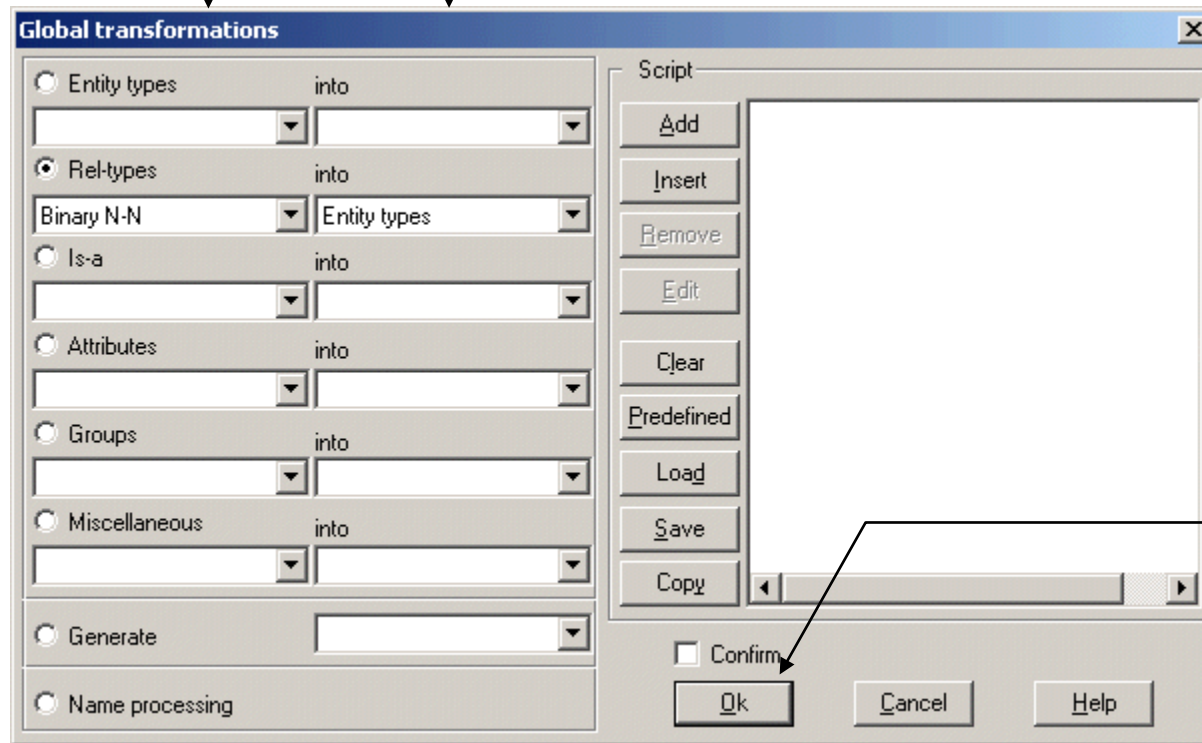 Global transformations
Entity types into
Rel-types into
Binary N-N Entity types
Is-a into
Attributes into
Groups into
Miscellaneous into
Generate
Name processing
Script
Add
Insert
Remove
Edit
Clear
Predefined
Load
Save
Copy
Confirm
Ok Cancel Help